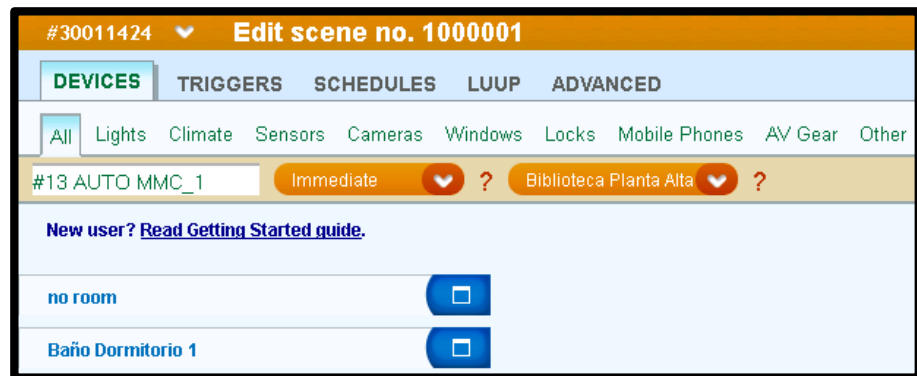 #30011424 Edit scene no. 1000001
DEVICES TRIGGERS SCHEDULES LUUP ADVANCED
All Lights Climate Sensors Cameras Windows Locks Mobile Phones AV Gear Other
#13 AUTO MMC_1 Immediate ? Biblioteca Planta Alta ?
New user? Read Getting Started guide.
no room
Baño Dormitorio 1